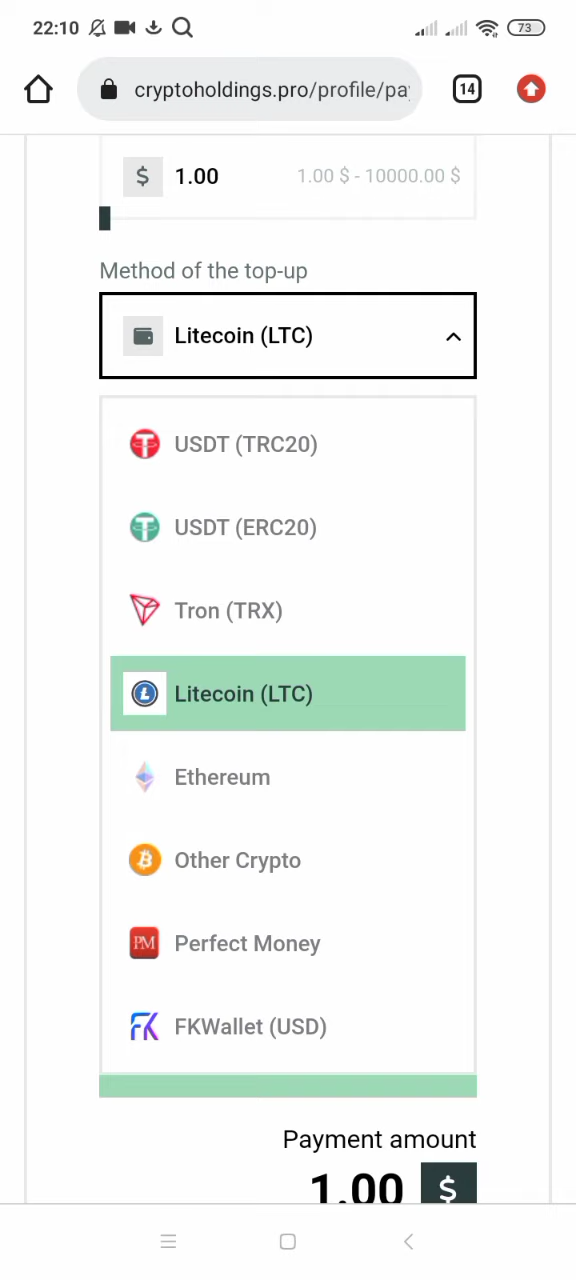 22:10
73
cryptoholdings.pro/profile/pa
14
$ 1.00 1.00 $ - 10000.00 $
Method of the top-up
Litecoin (LTC)
USDT (TRC20)
USDT (ERC20)
Tron (TRX)
Litecoin (LTC)
Ethereum
Other Crypto
PM Perfect Money
FK FKWallet (USD)
Payment amount
1.00 $